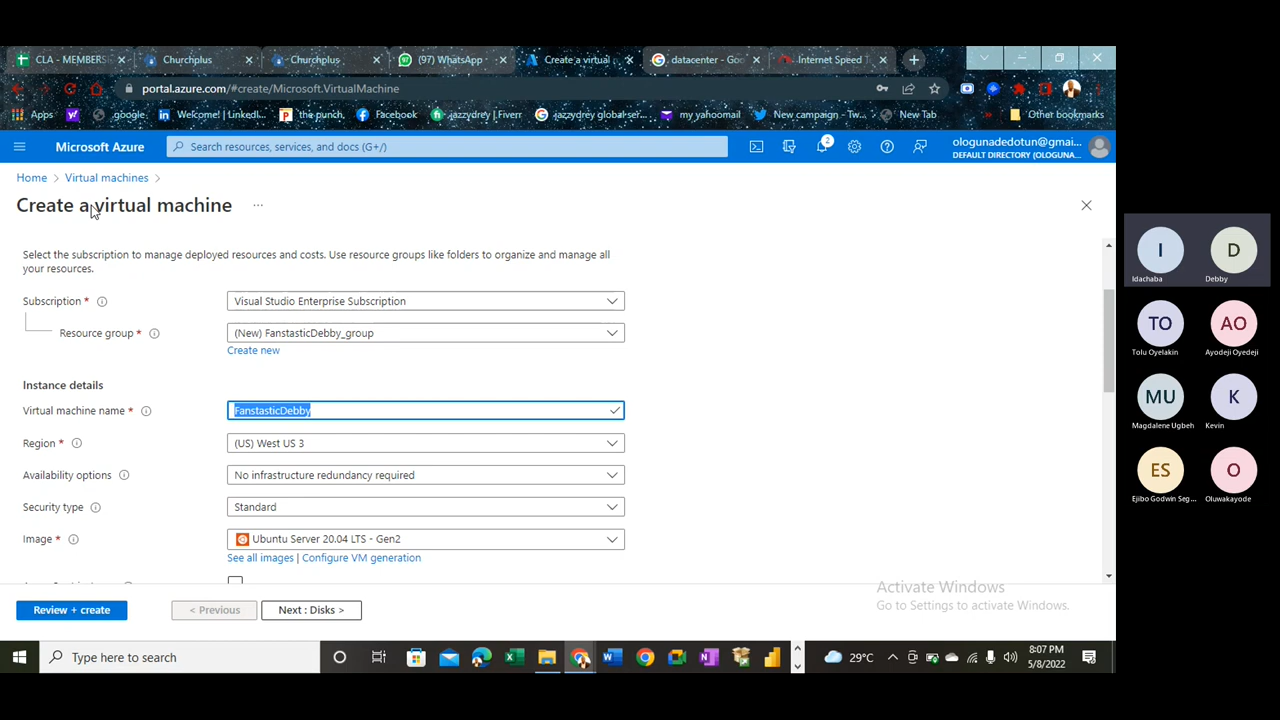 CLA - MEMBERS
Churchplus
Churchplus
(97) WhatsApp
Create a virtual
datacenter - Goo
Internet Speed T
portal.azure.com/#create/Microsoft.VirtualMachine
Apps
.google
Welcome! | LinkedI...
the punch,
Facebook
jazzydrey |.Fiverr
jazzydrey global-ser...
my yahoomail
New campaign - Tw...
New Tab
»
Other bookmarks
Microsoft Azure
Search resources, services, and docs (G+/)
2
ologunadedotun@gmai...
DEFAULT DIRECTORY (OLOGUNA...
Home > Virtual machines >
Create a virtual machine ...
Select the subscription to manage deployed resources and costs. Use resource groups like folders to organize and manage all
your resources.
Subscription *
Visual Studio Enterprise Subscription
Resource group *
(New) FanstasticDebby_group
Create new
Instance details
Virtual machine name *
FanstasticDebby
Region *
(US) West US 3
Availability options
No infrastructure redundancy required
Security type
Standard
Image *
Ubuntu Server 20.04 LTS - Gen2
See all images | Configure VM generation
Review + create
< Previous
Next : Disks >
Activate Windows
Go to Settings to activate Windows.
Type here to search
29°C
8:07 PM
5/8/2022
I
Idachaba
D
Debby
TO
Tolu Oyelakin
AO
Ayodeji Oyedeji
MU
Magdalene Ugbeh
K
Kevin
ES
Ejibo Godwin Seg...
O
Oluwakayode